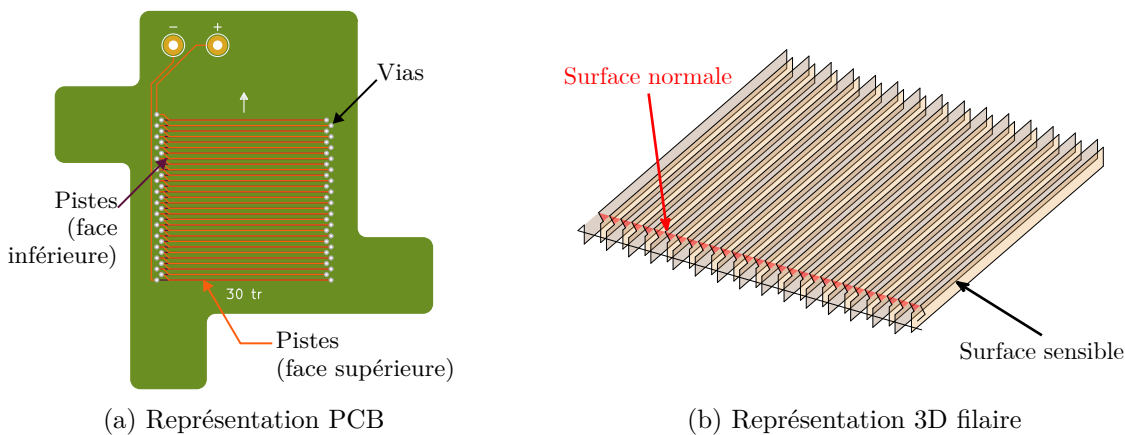 − +
Vias
Pistes
(face
inférieure)
30 tr
Pistes
(face supérieure)
(a) Représentation PCB
Surface normale
Surface sensible
(b) Représentation 3D filaire